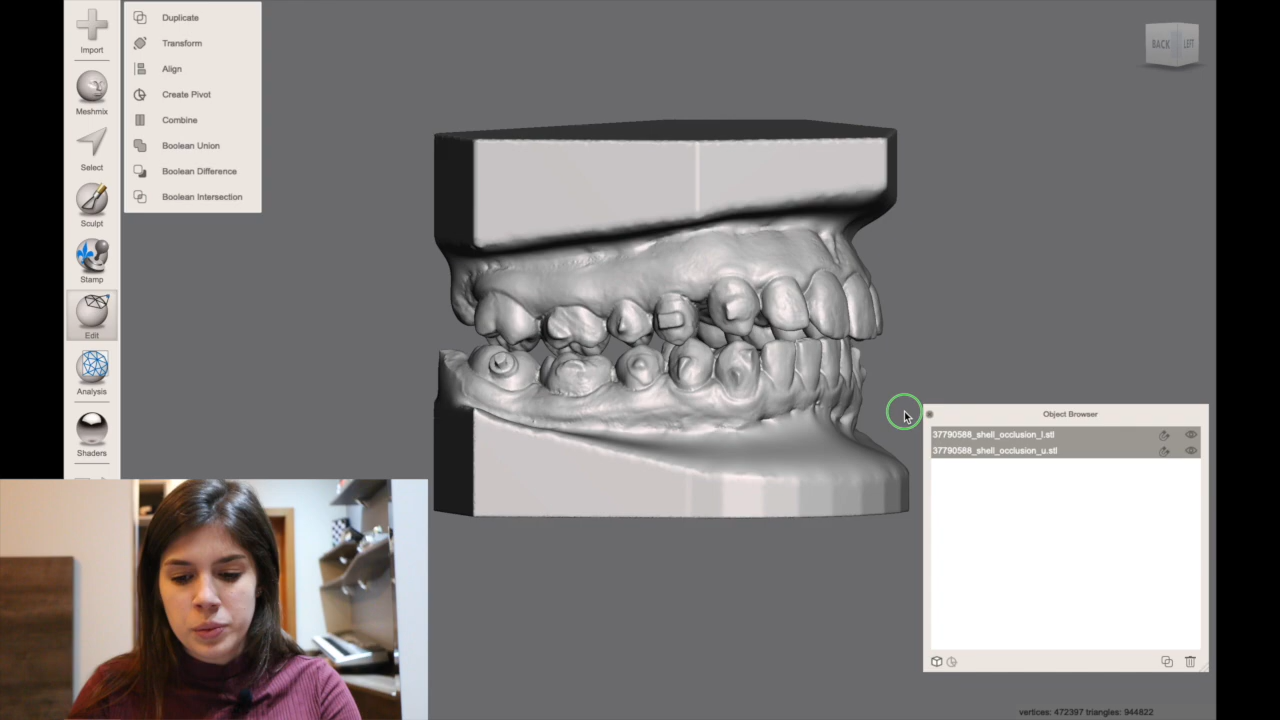 Import
Meshmix
Select
Sculpt
Stamp
Edit
Analysis
Shaders
Duplicate
Transform
Align
Create Pivot
Combine
Boolean Union
Boolean Difference
Boolean Intersection
BACK LEFT
Object Browser
37790588_shell_occlusion_l.stl
37790588_shell_occlusion_u.stl
vertices: 472397 triangles: 944822